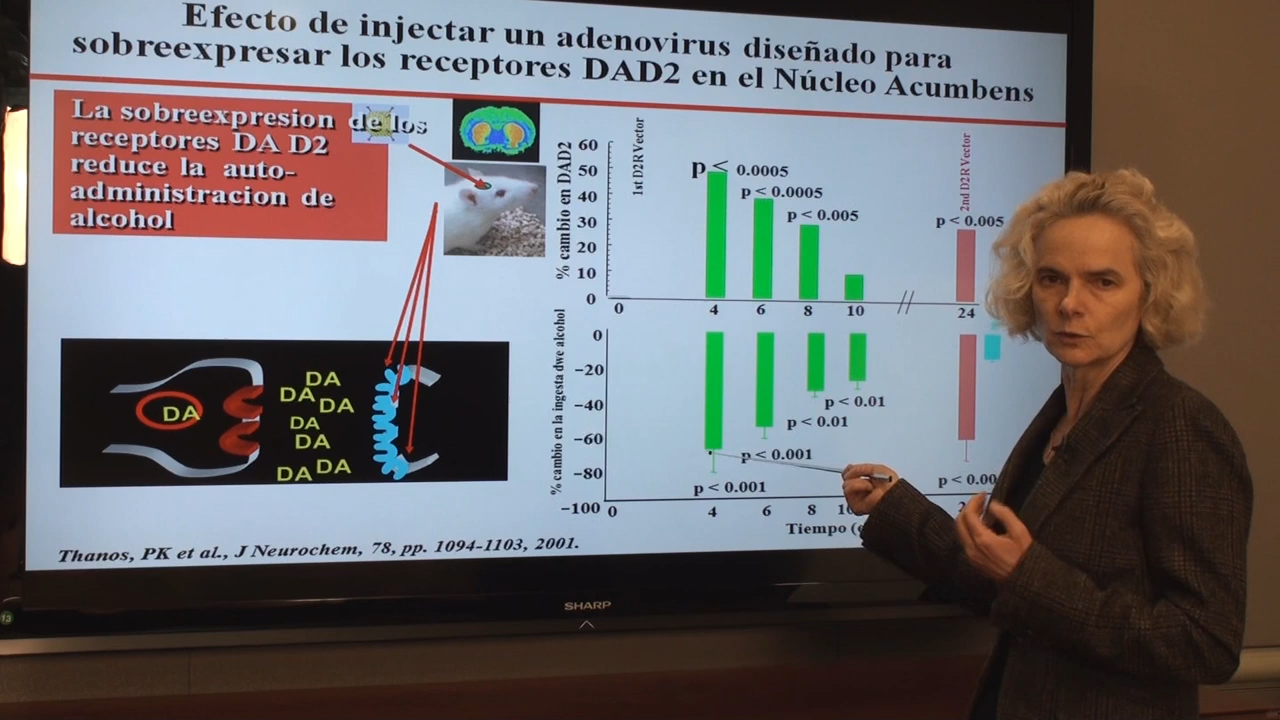 Efecto de injectar un adenovirus diseñado para
sobreexpresar los receptores DAD2 en el Núcleo Acumbens
La sobreexpresion de los
receptores DA D2
reduce la auto-
administracion de
alcohol
DA
DA
DA
DA
DA
DA
DA
DA
% cambio en DAD2
60
50
40
30
20
10
0
1st D2R Vector
p < 0.0005
p < 0.0005
p < 0.005
2nd D2R Vector
p < 0.005
0 4 6 8 10 // 24
% cambio en la ingesta dwe alcohol
0
−20
−40
−60
−80
−100
p < 0.01
p < 0.01
p < 0.001
p < 0.001
p < 0.00
0 4 6 8 10
Tiempo
Thanos, PK et al., J Neurochem, 78, pp. 1094-1103, 2001.
SHARP
13